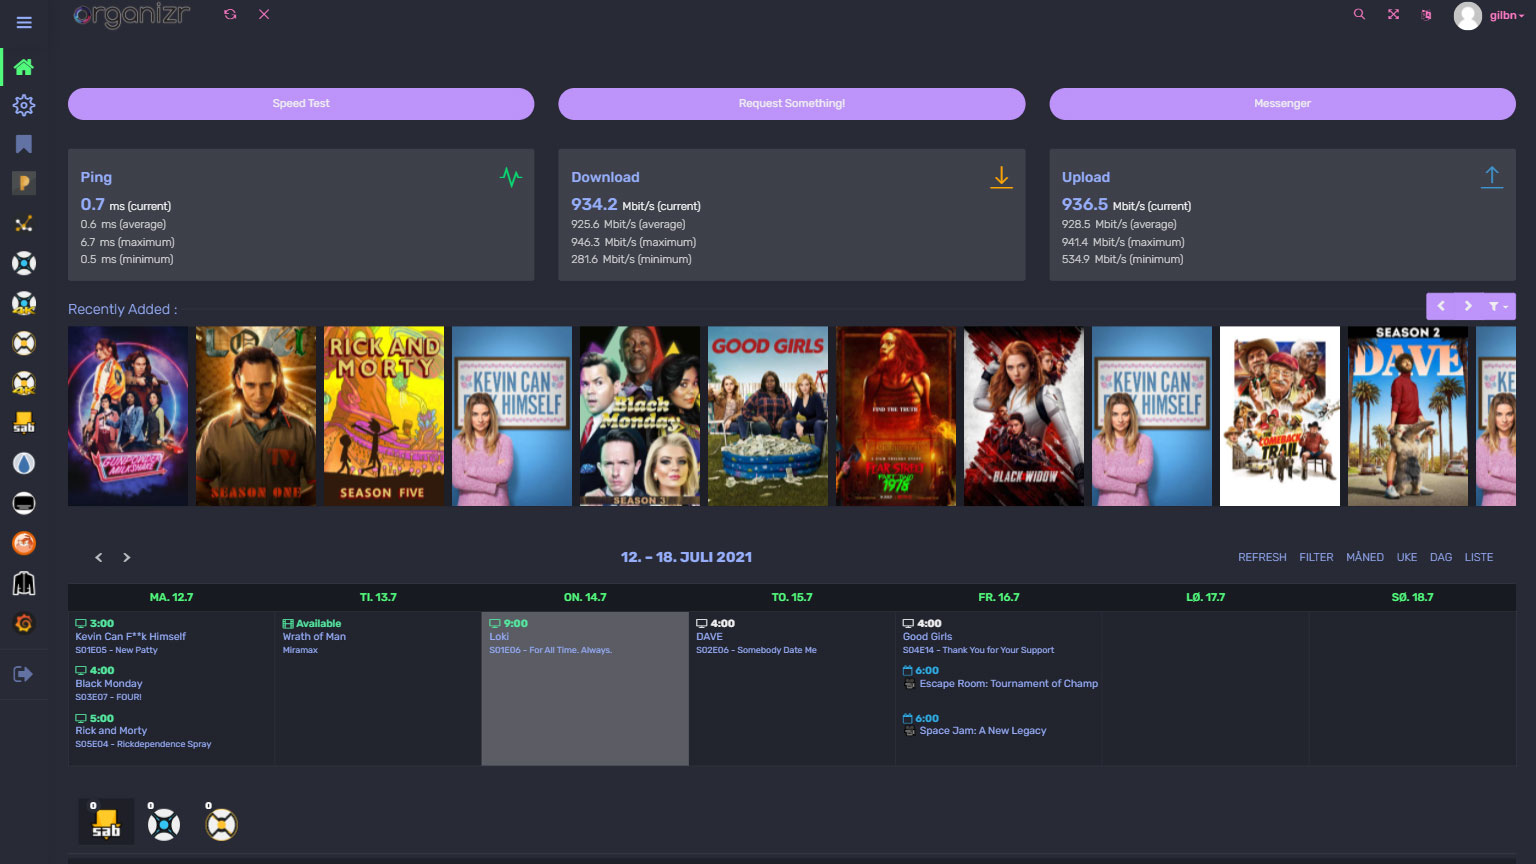 organizr
gilbn
Speed Test
Request Something!
Messenger
Ping
0.7 ms (current)
0.6 ms (average)
6.7 ms (maximum)
0.5 ms (minimum)
Download
934.2 Mbit/s (current)
925.6 Mbit/s (average)
946.3 Mbit/s (maximum)
281.6 Mbit/s (minimum)
Upload
936.5 Mbit/s (current)
928.5 Mbit/s (average)
941.4 Mbit/s (maximum)
534.9 Mbit/s (minimum)
Recently Added :
GUNPOWDER
MILKSHAKE
LOKI
SEASON ONE
RICK AND
MORTY
SEASON FIVE
KEVIN CAN
HIMSELF
Black
Monday
SEASON 3
GOOD GIRLS
FIND THE TRUTH
FEAR STREET
PART TWO
1978
BLACK WIDOW
KEVIN CAN
HIMSELF
COMEBACK
TRAIL
SEASON 2
DAVE
KEV
12. – 18. JULI 2021
REFRESH FILTER MÅNED UKE DAG LISTE
MA. 12.7
TI. 13.7
ON. 14.7
TO. 15.7
FR. 16.7
LØ. 17.7
SØ. 18.7
3:00
Kevin Can F**k Himself
S01E05 - New Patty
4:00
Black Monday
S03E07 - FOUR!
5:00
Rick and Morty
S05E04 - Rickdependence Spray
Available
Wrath of Man
Miramax
9:00
Loki
S01E06 - For All Time. Always.
4:00
DAVE
S02E06 - Somebody Date Me
4:00
Good Girls
S04E14 - Thank You for Your Support
6:00
Escape Room: Tournament of Champ
6:00
Space Jam: A New Legacy
sab
0
0
0
sab